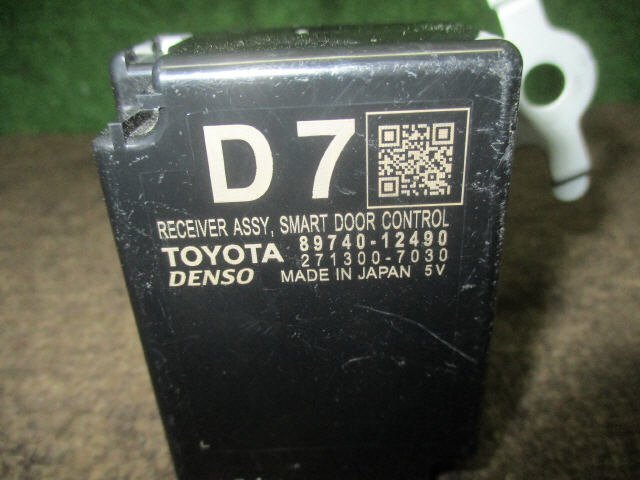 D7
RECEIVER ASSY, SMART DOOR CONTROL
TOYOTA 89740-12490
271300-7030
DENSO MADE IN JAPAN 5V